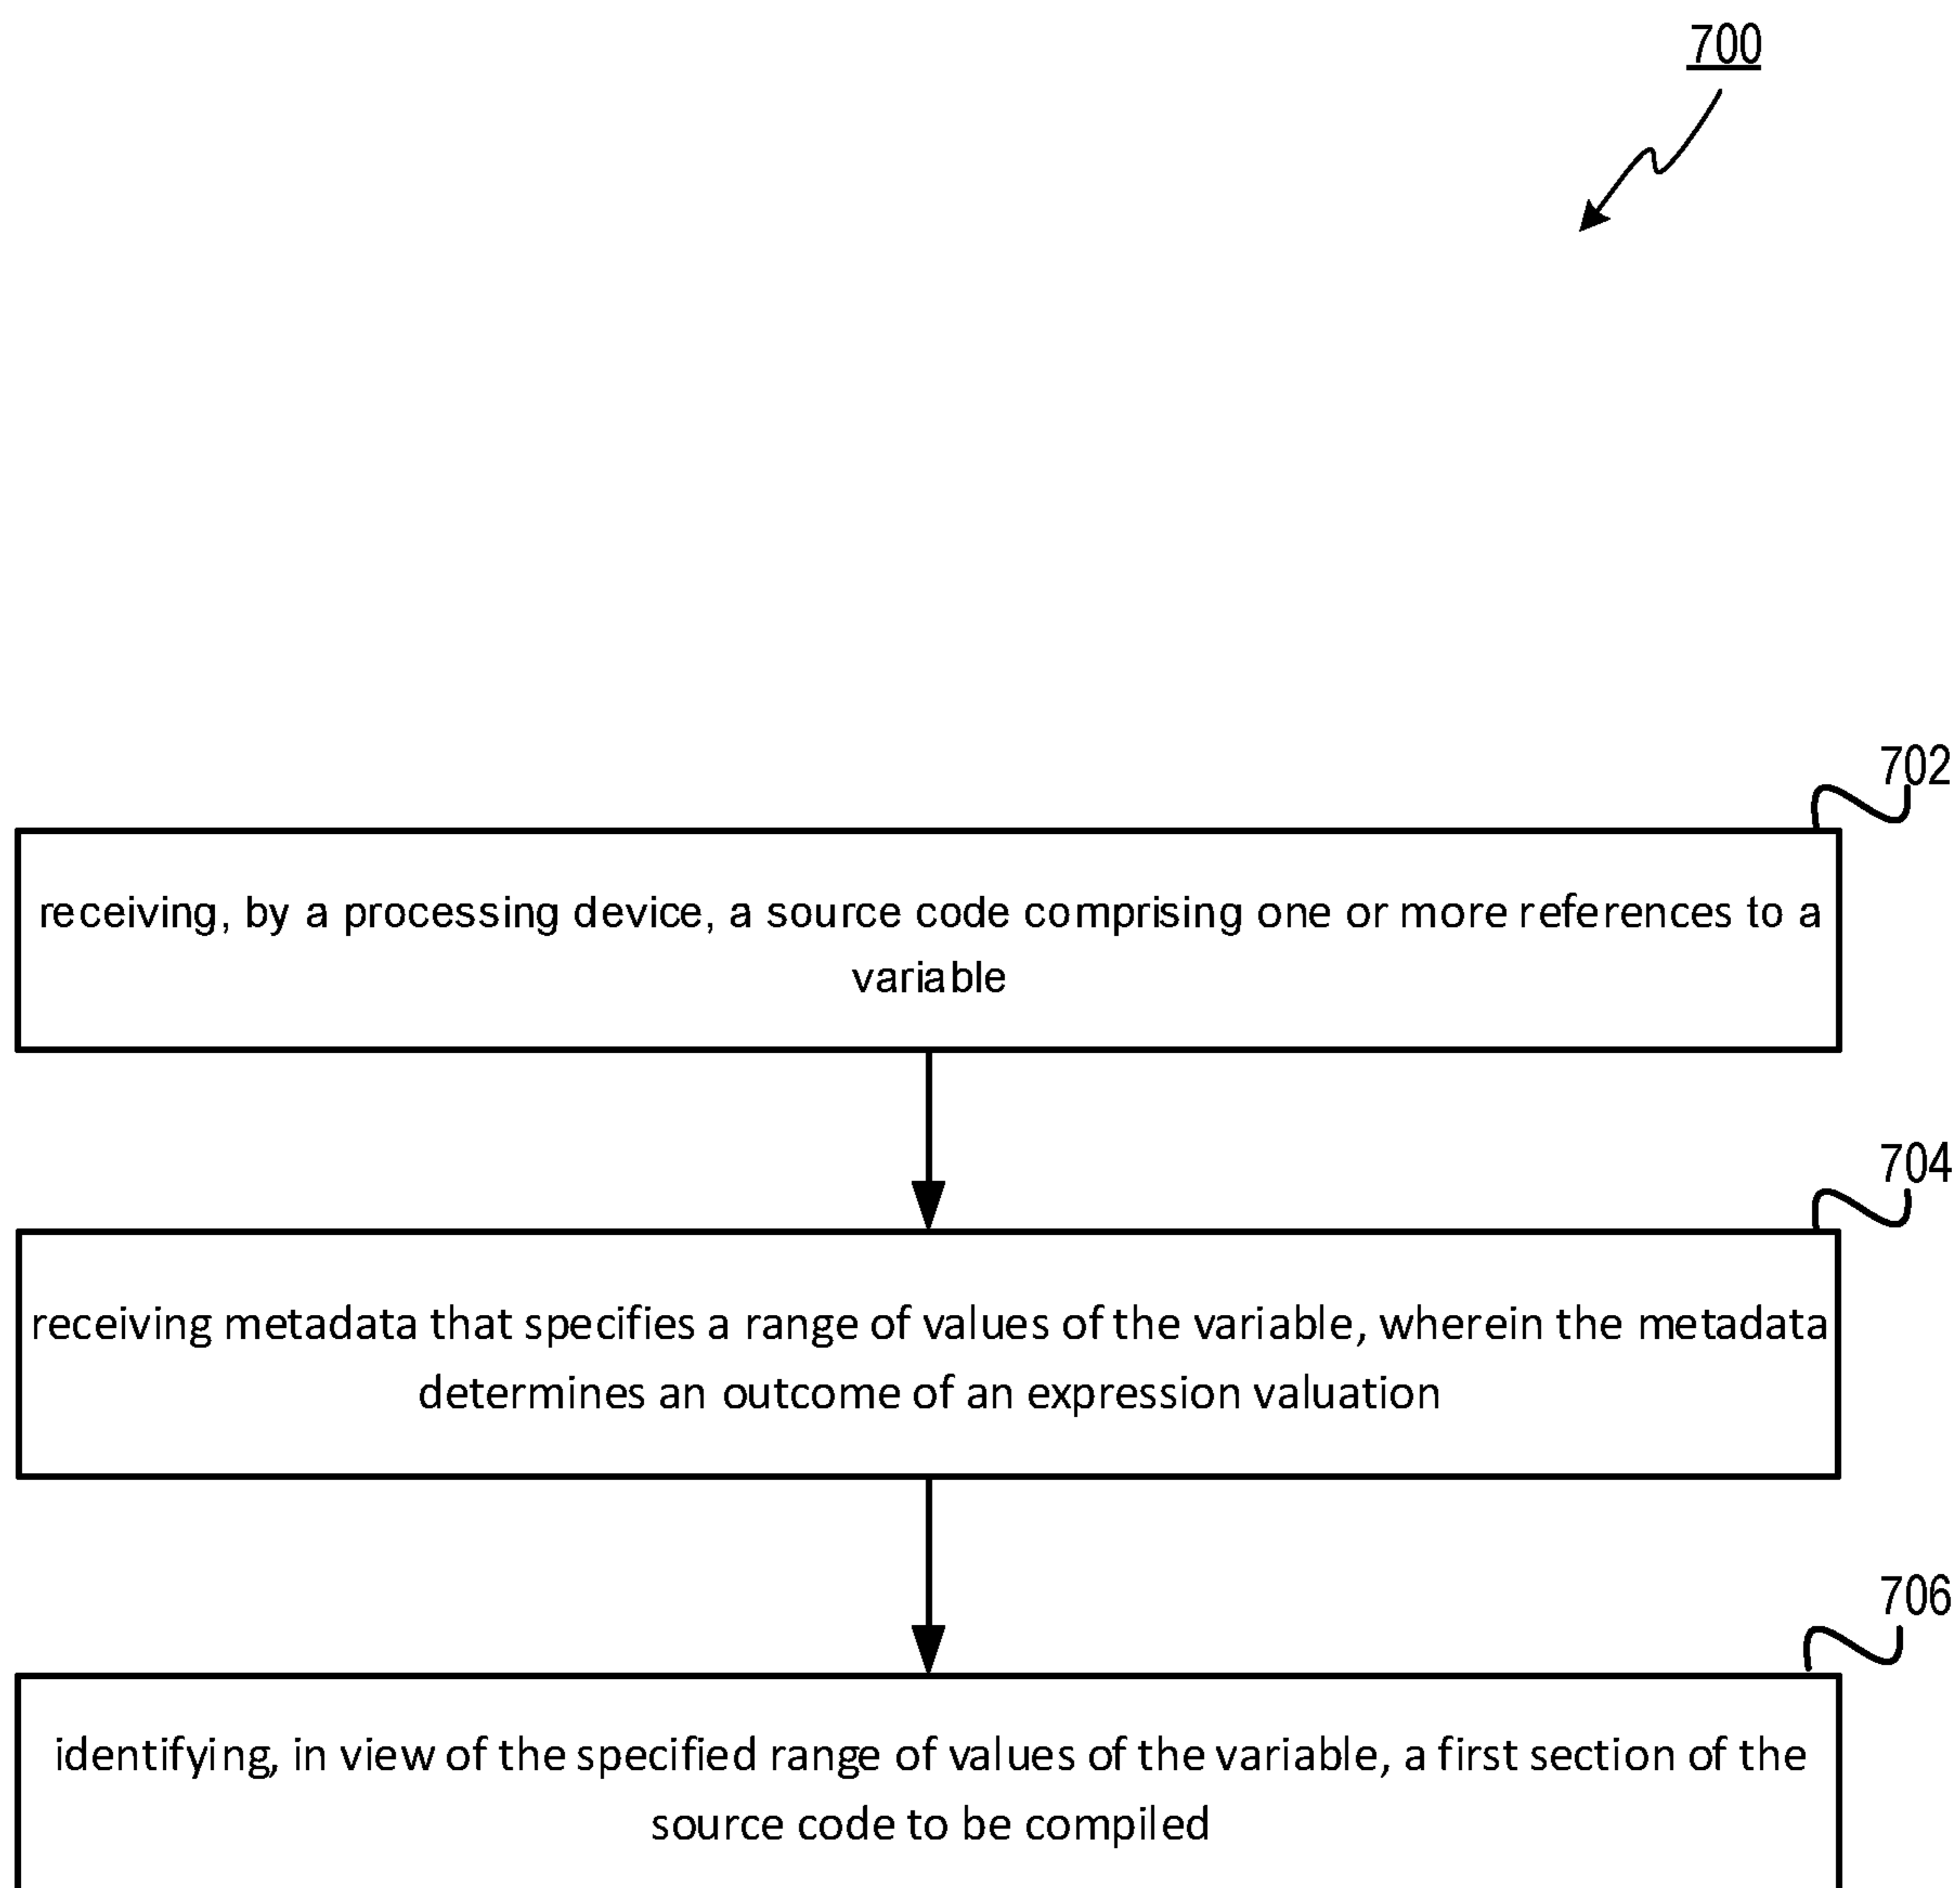 700
702
receiving, by a processing device, a source code comprising one or more references to a
variable
704
receiving metadata that specifies a range of values of the variable, wherein the metadata
determines an outcome of an expression valuation
706
identifying, in view of the specified range of values of the variable, a first section of the
source code to be compiled